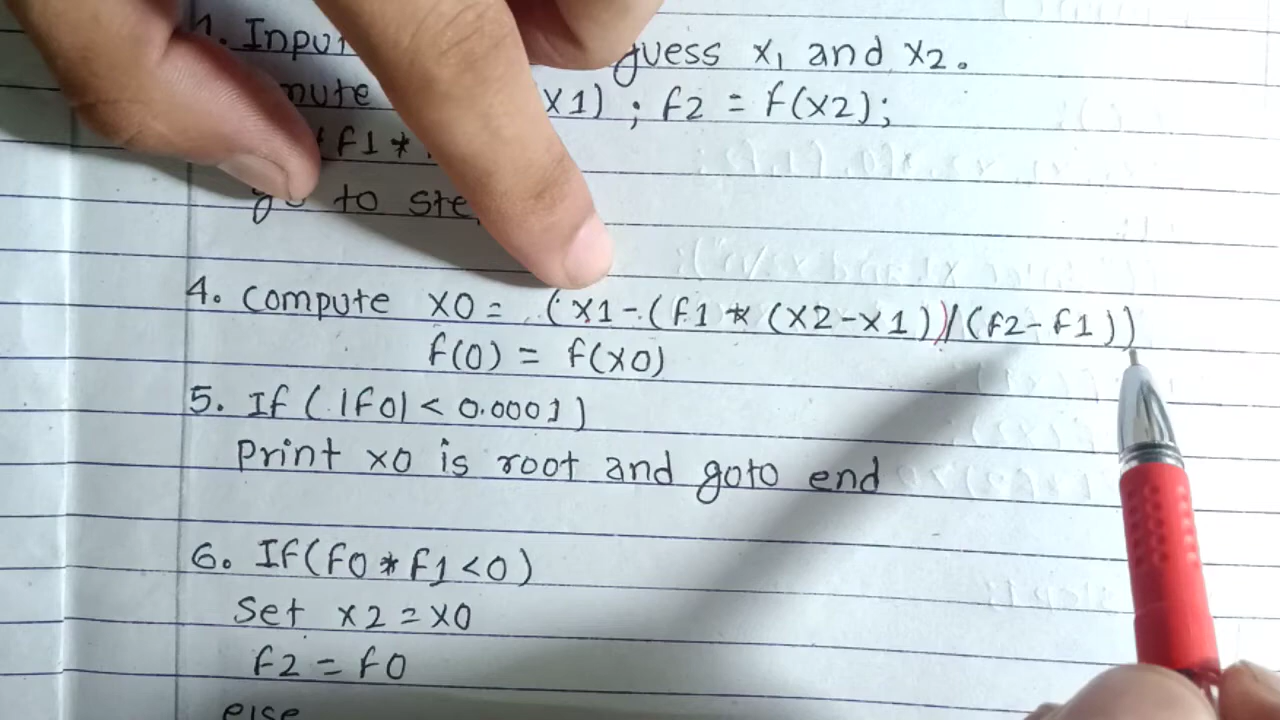 1. Inpu guess x1 and x2.
mute x1) ; f2 = f(x2);
f1 *
go to ste
4. compute x0 = (x1-(f1 * (x2-x1))/(f2-f1))
f(0) = f(x0)
5. If (|f0| < 0.0001)
Print x0 is root and goto end
6. If(f0 * f1 <0)
Set x2 = x0
f2 = f0
else